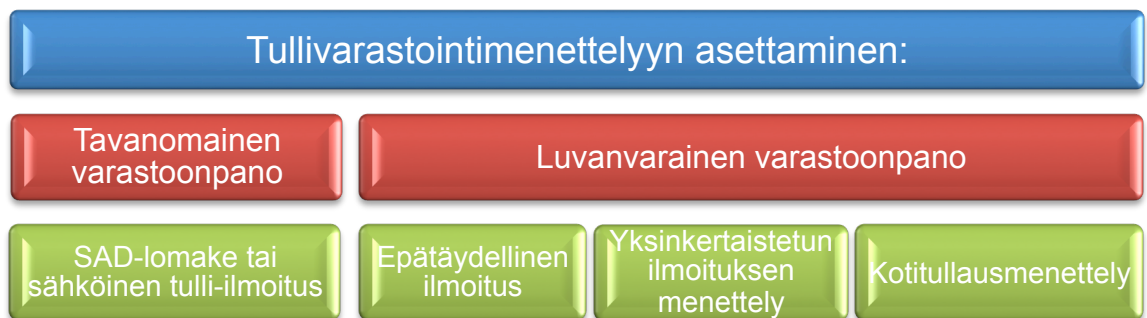 Tullivarastointimenettelyyn asettaminen:
Tavanomainen
varastoonpano
Luvanvarainen varastoonpano
SAD-lomake tai
sähköinen tulli-ilmoitus
Epätäydellinen
ilmoitus
Yksinkertaistetun
ilmoituksen
menettely
Kotitullausmenettely